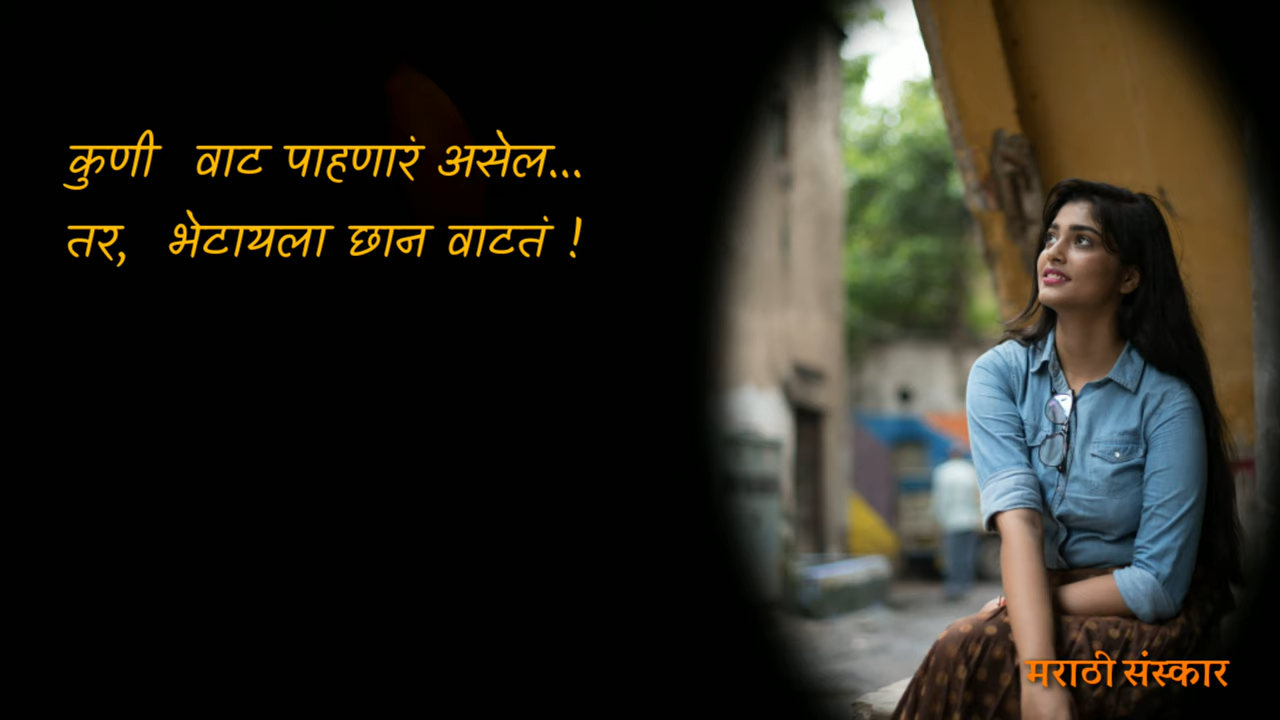 कुणी वाट पाहणारं असेल...
तर, भेटायला छान वाटतं !
मराठी संस्कार